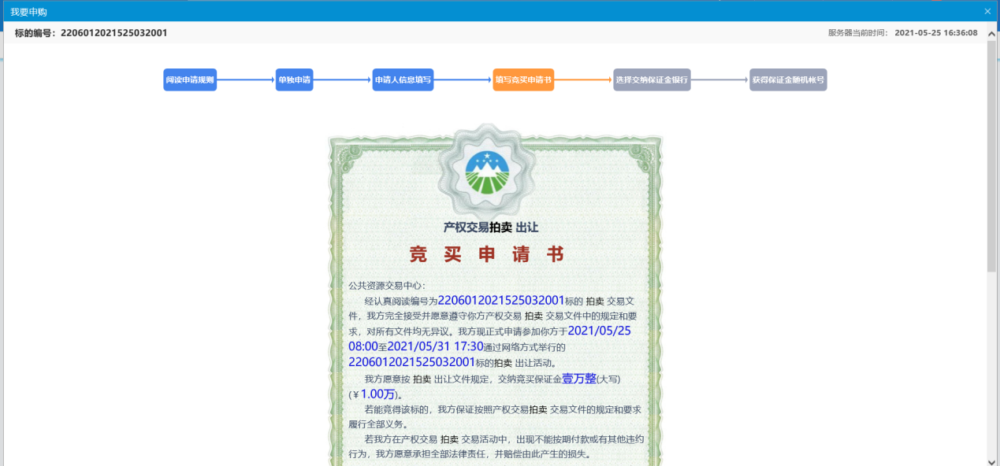 我要申购
标的编号：2206012021525032001
服务器当前时间： 2021-05-25 16:36:08
阅读申请规则
单独申请
申请人信息填写
填写竞买申请书
选择交纳保证金银行
获得保证金随机帐号
产权交易拍卖 出让
竞 买 申 请 书
公共资源交易中心：
经认真阅读编号为2206012021525032001标的 拍卖 交易文
件，我方完全接受并愿意遵守你方产权交易 拍卖 交易文件中的规定和要
求，对所有文件均无异议。我方现正式申请参加你方于2021/05/25
08:00至2021/05/31 17:30通过网络方式举行的
2206012021525032001标的拍卖 出让活动。
我方愿意按 拍卖 出让文件规定，交纳竞买保证金壹万整(大写)
(￥1.00万)。
若能竞得该标的，我方保证按照产权交易拍卖 交易文件的规定和要求
履行全部义务。
若我方在产权交易 拍卖 交易活动中，出现不能按期付款或有其他违约
行为，我方愿意承担全部法律责任，并赔偿由此产生的损失。